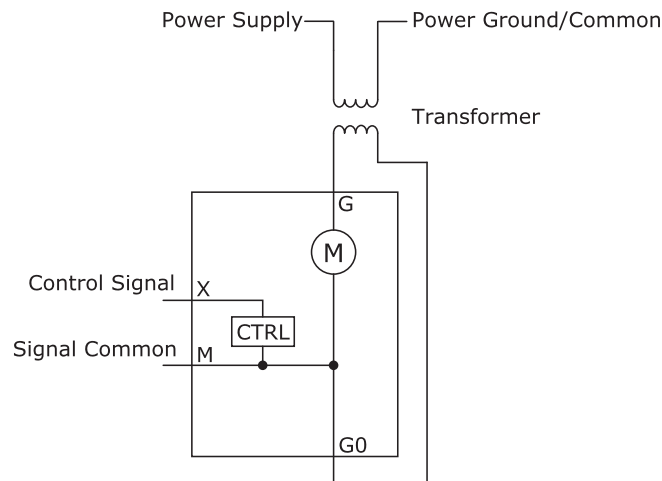 Power Supply
Power Ground/Common
Transformer
G
M
Control Signal
X
CTRL
Signal Common
M
G0